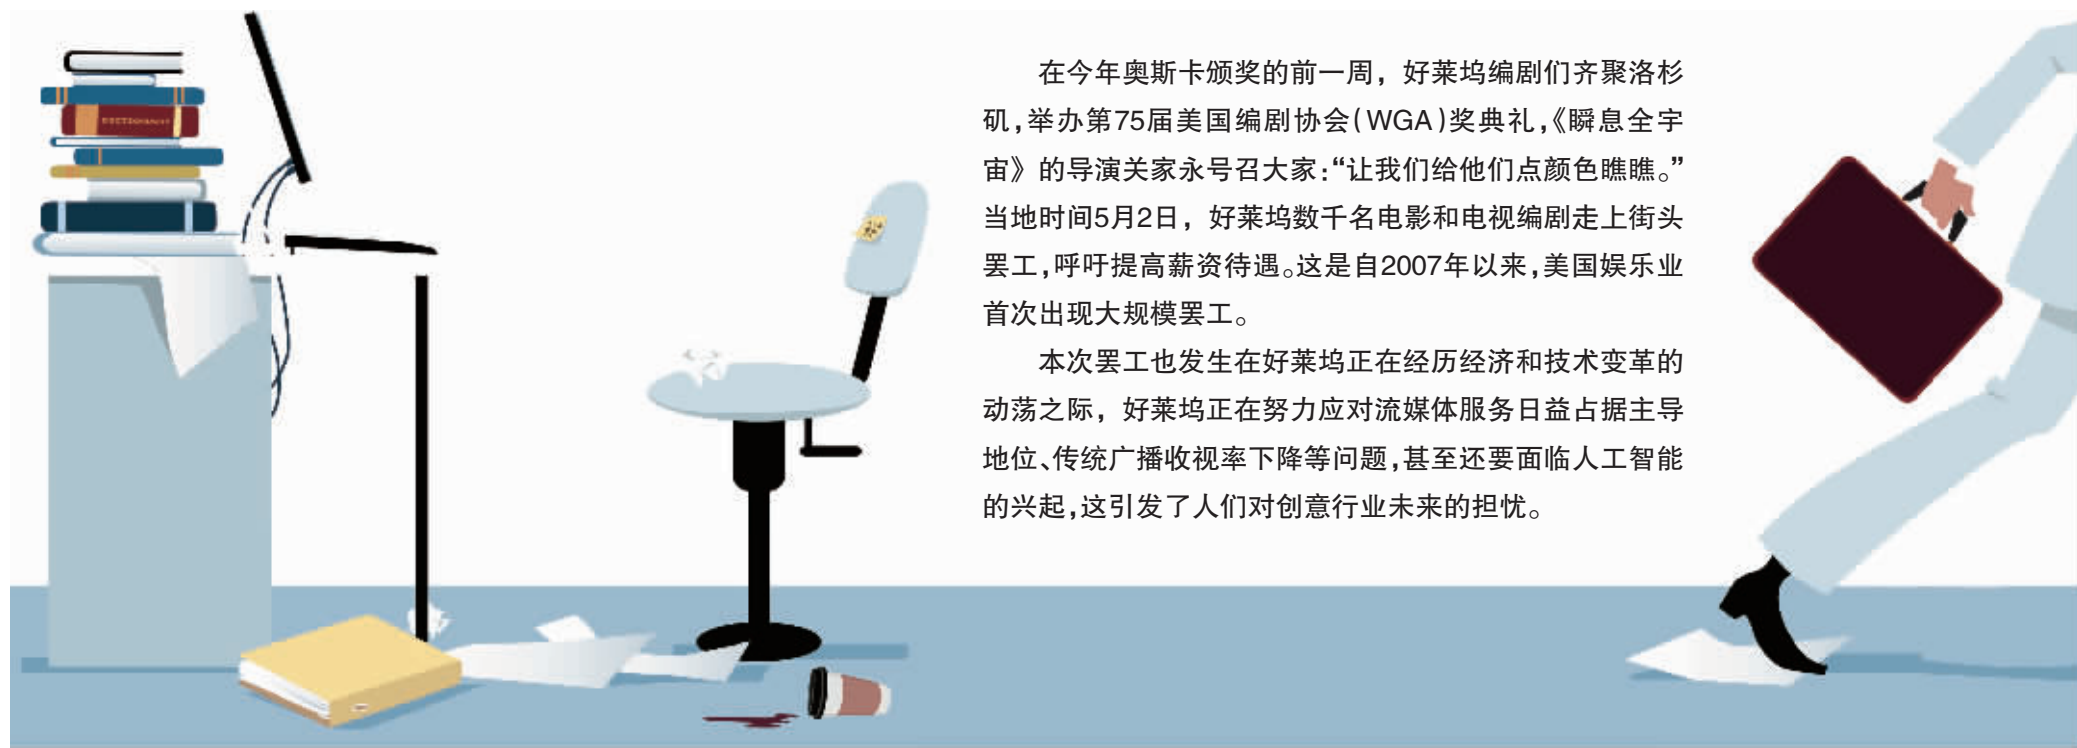 DICTIONARY
在今年奥斯卡颁奖的前一周，好莱坞编剧们齐聚洛杉
矶，举办第75届美国编剧协会(WGA)奖典礼，《瞬息全宇
宙》的导演关家永号召大家：“让我们给他们点颜色瞧瞧。”
当地时间5月2日，好莱坞数千名电影和电视编剧走上街头
罢工，呼吁提高薪资待遇。这是自2007年以来，美国娱乐业
首次出现大规模罢工。
本次罢工也发生在好莱坞正在经历经济和技术变革的
动荡之际，好莱坞正在努力应对流媒体服务日益占据主导
地位、传统广播收视率下降等问题，甚至还要面临人工智能
的兴起，这引发了人们对创意行业未来的担忧。